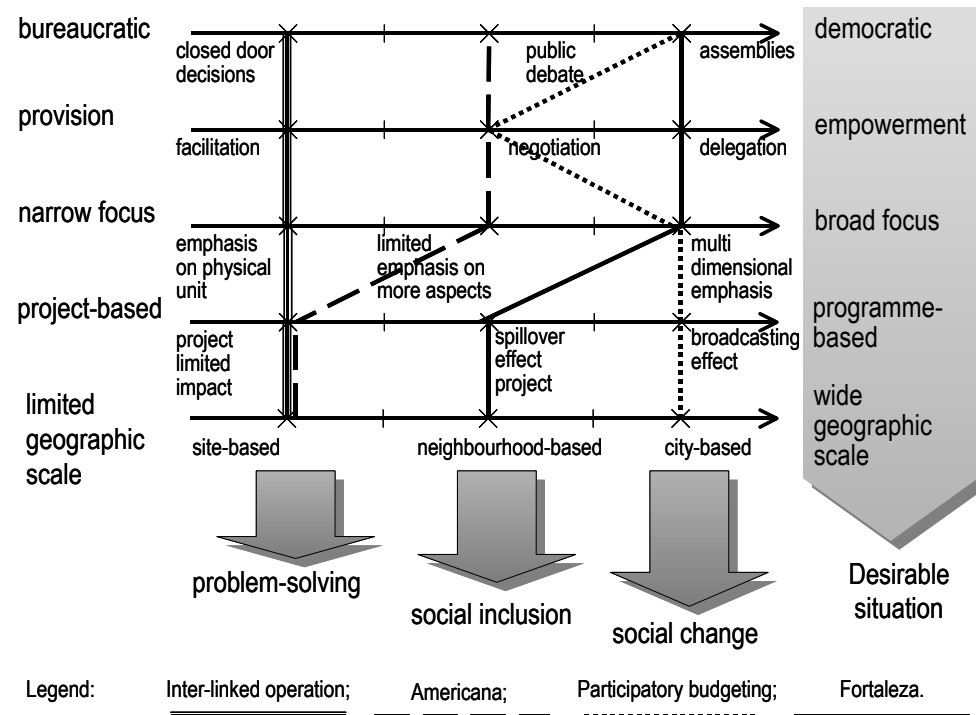 bureaucratic
closed door
decisions
public
debate
assemblies
democratic
provision
facilitation
negotiation
delegation
empowerment
narrow focus
emphasis
on physical
unit
limited
emphasis on
more aspects
multi
dimensional
emphasis
broad focus
project-based
project
limited
impact
spillover
effect
project
broadcasting
effect
programme-
based
limited
geographic
scale
site-based
neighbourhood-based
city-based
wide
geographic
scale
problem-solving
social inclusion
social change
Desirable
situation
Legend:
Inter-linked operation;
Americana;
Participatory budgeting;
Fortaleza.